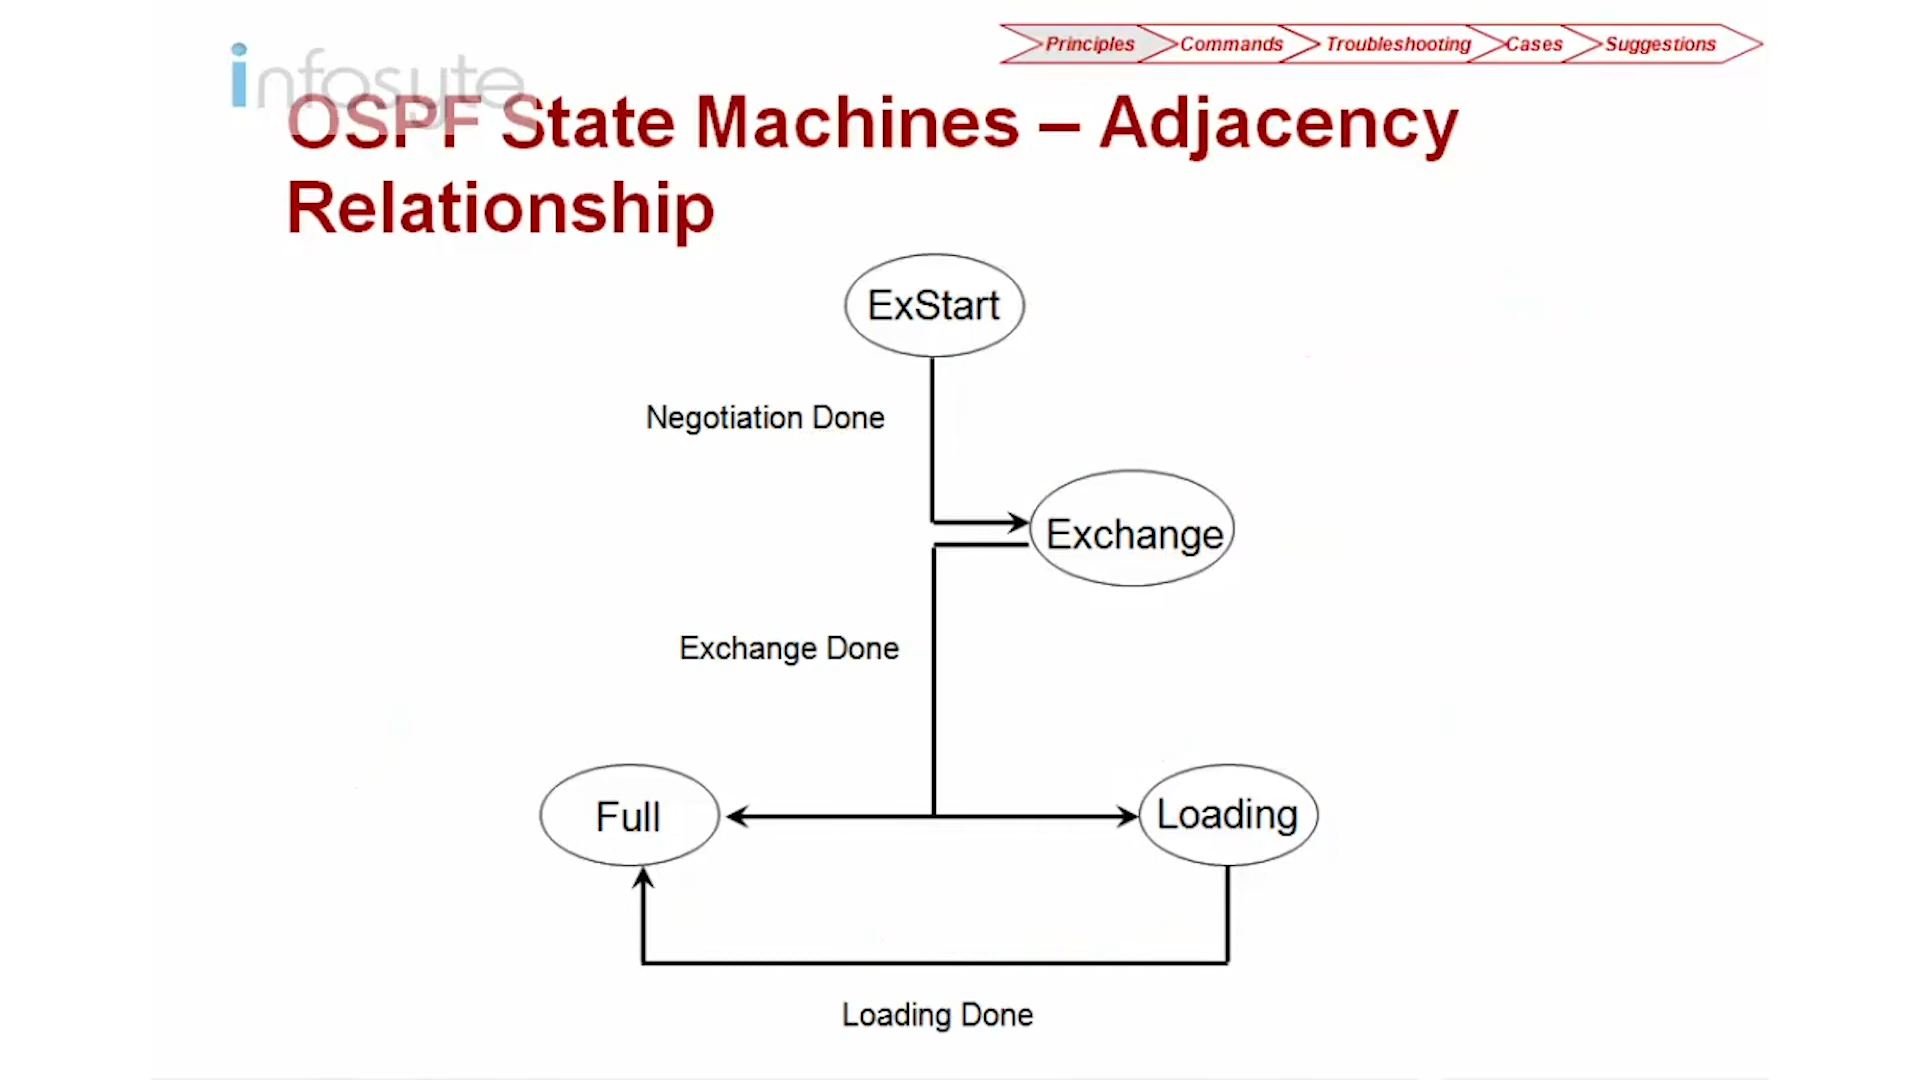 Principles Commands Troubleshooting Cases Suggestions
infosyte
OSPF State Machines – Adjacency
Relationship
ExStart
Negotiation Done
Exchange
Exchange Done
Full
Loading
Loading Done